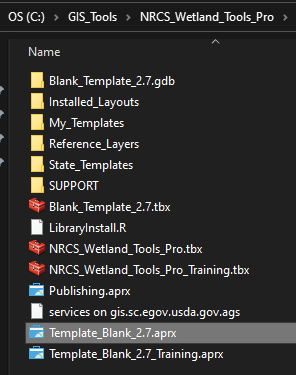 OS (C:) > GIS_Tools > NRCS_Wetland_Tools_Pro >
Name
Blank_Template_2.7.gdb
Installed_Layouts
My_Templates
Reference_Layers
State_Templates
SUPPORT
Blank_Template_2.7.tbx
LibraryInstall.R
NRCS_Wetland_Tools_Pro.tbx
NRCS_Wetland_Tools_Pro_Training.tbx
Publishing.aprx
services on gis.sc.egov.usda.gov.ags
Template_Blank_2.7.aprx
Template_Blank_2.7_Training.aprx